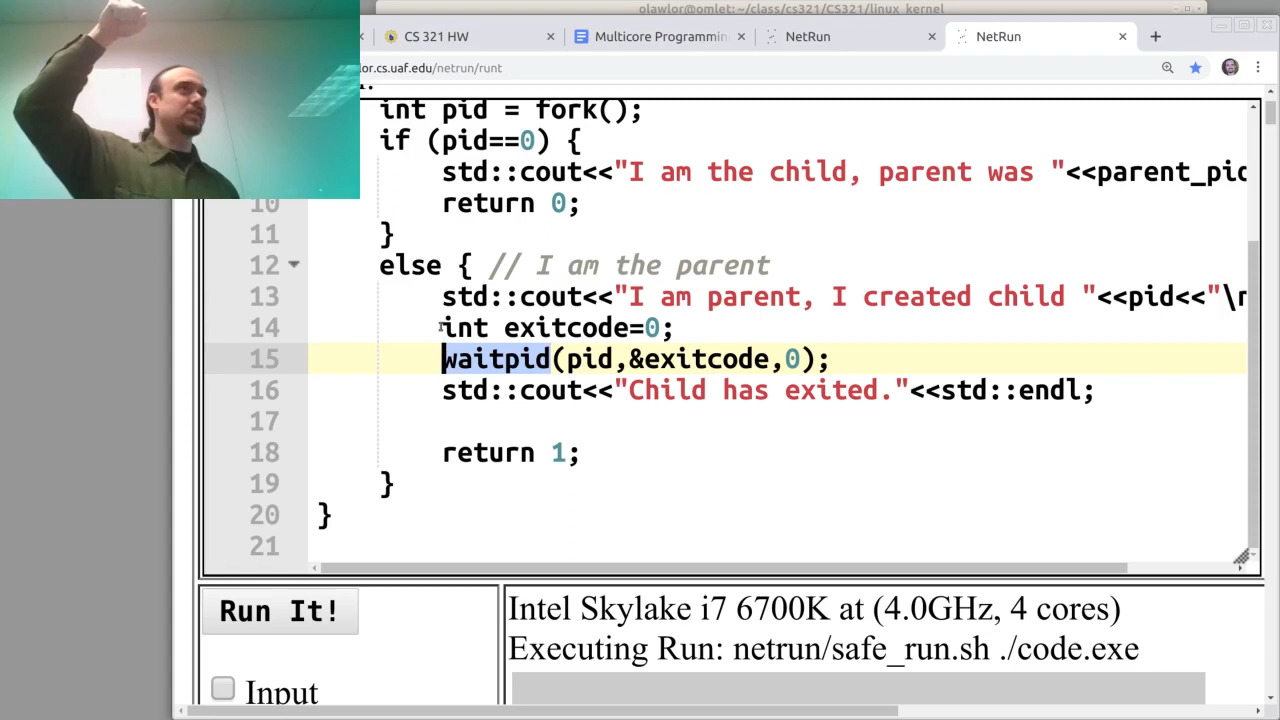 olawlor@omlet: ~/class/cs321/CS321/linux_kernel
CS 321 HW
Multicore Programmin
NetRun
NetRun
lor.cs.uaf.edu/netrun/runt
int pid = fork();
if (pid==0) {
std::cout<<"I am the child, parent was "<<parent_pid
10 return 0;
11 }
12 else { // I am the parent
13 std::cout<<"I am parent, I created child "<<pid<<"\n
14 int exitcode=0;
15 waitpid(pid,&exitcode,0);
16 std::cout<<"Child has exited."<<std::endl;
17
18 return 1;
19 }
20 }
21
Run It!
Input
Intel Skylake i7 6700K at (4.0GHz, 4 cores)
Executing Run: netrun/safe_run.sh ./code.exe